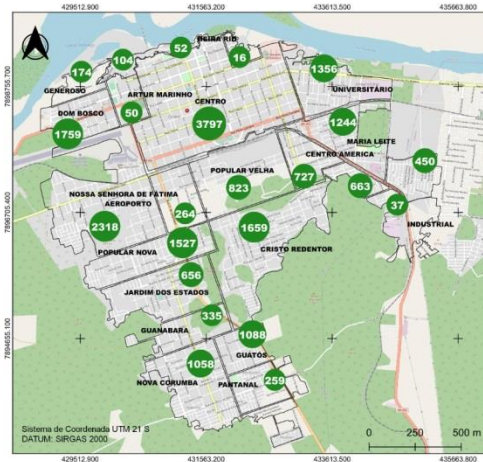 429512.900 431563.200 433613.500 435663.800
7898755.700
7896705.400
7894655.100
52
BEIRA RIO
104
16
174
1356
GENEROSO
UNIVERSITÁRIO
ARTUR MARINHO
DOM BOSCO
50
CENTRO
1759
3797
1244
MARIA LEITE
CENTRO AMERICA
450
POPULAR VELHA
727
663
NOSSA SENHORA DE FÁTIMA
823
AEROPORTO
264
37
2318
1659
INDUSTRIAL
1527
POPULAR NOVA
CRISTO REDENTOR
656
JARDIM DOS ESTADOS
335
GUANABARA
1088
GUATÓS
1058
NOVA CORUMBÁ
PANTANAL
259
Sistema de Coordenada UTM 21 S
DATUM: SIRGAS 2000
0 250 500 m
429512.900 431563.200 433613.500 435663.800